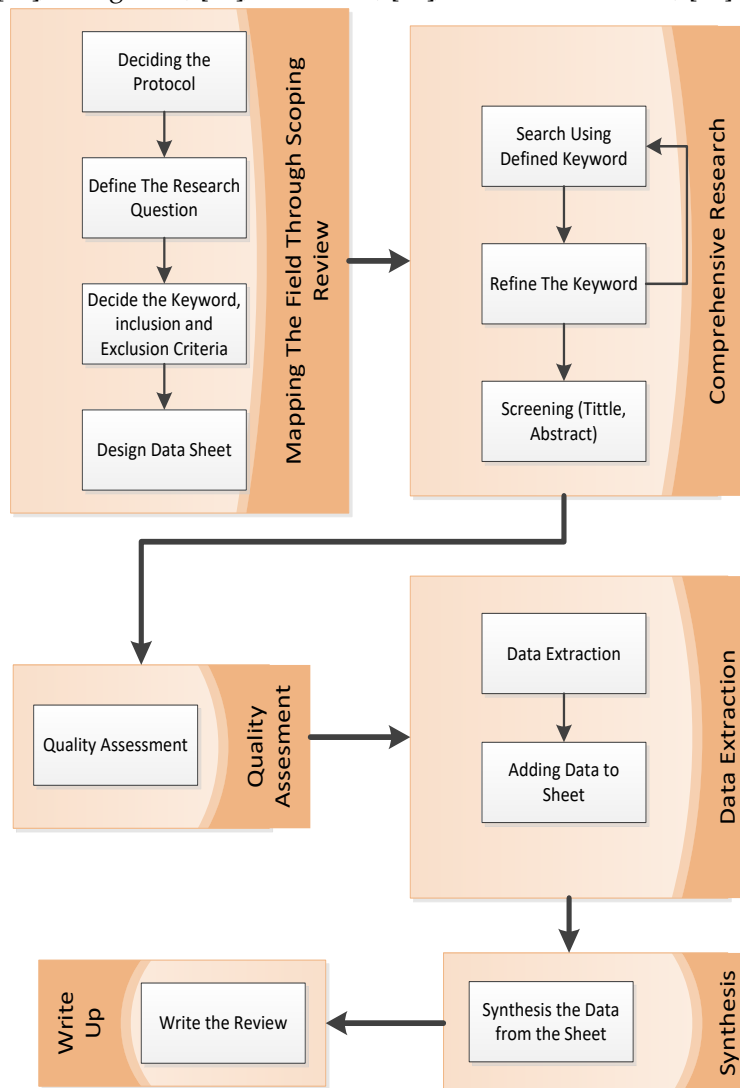 Deciding the
Protocol
Define The Research
Question
Decide the Keyword,
inclusion and
Exclusion Criteria
Design Data Sheet
Mapping The Field Through Scoping
Review
Search Using
Defined Keyword
Refine The Keyword
Screening (Tittle,
Abstract)
Comprehensive Research
Quality Assessment
Quality
Assesment
Data Extraction
Adding Data to
Sheet
Data Extraction
Synthesis the Data
from the Sheet
Synthesis
Write the Review
Write
Up